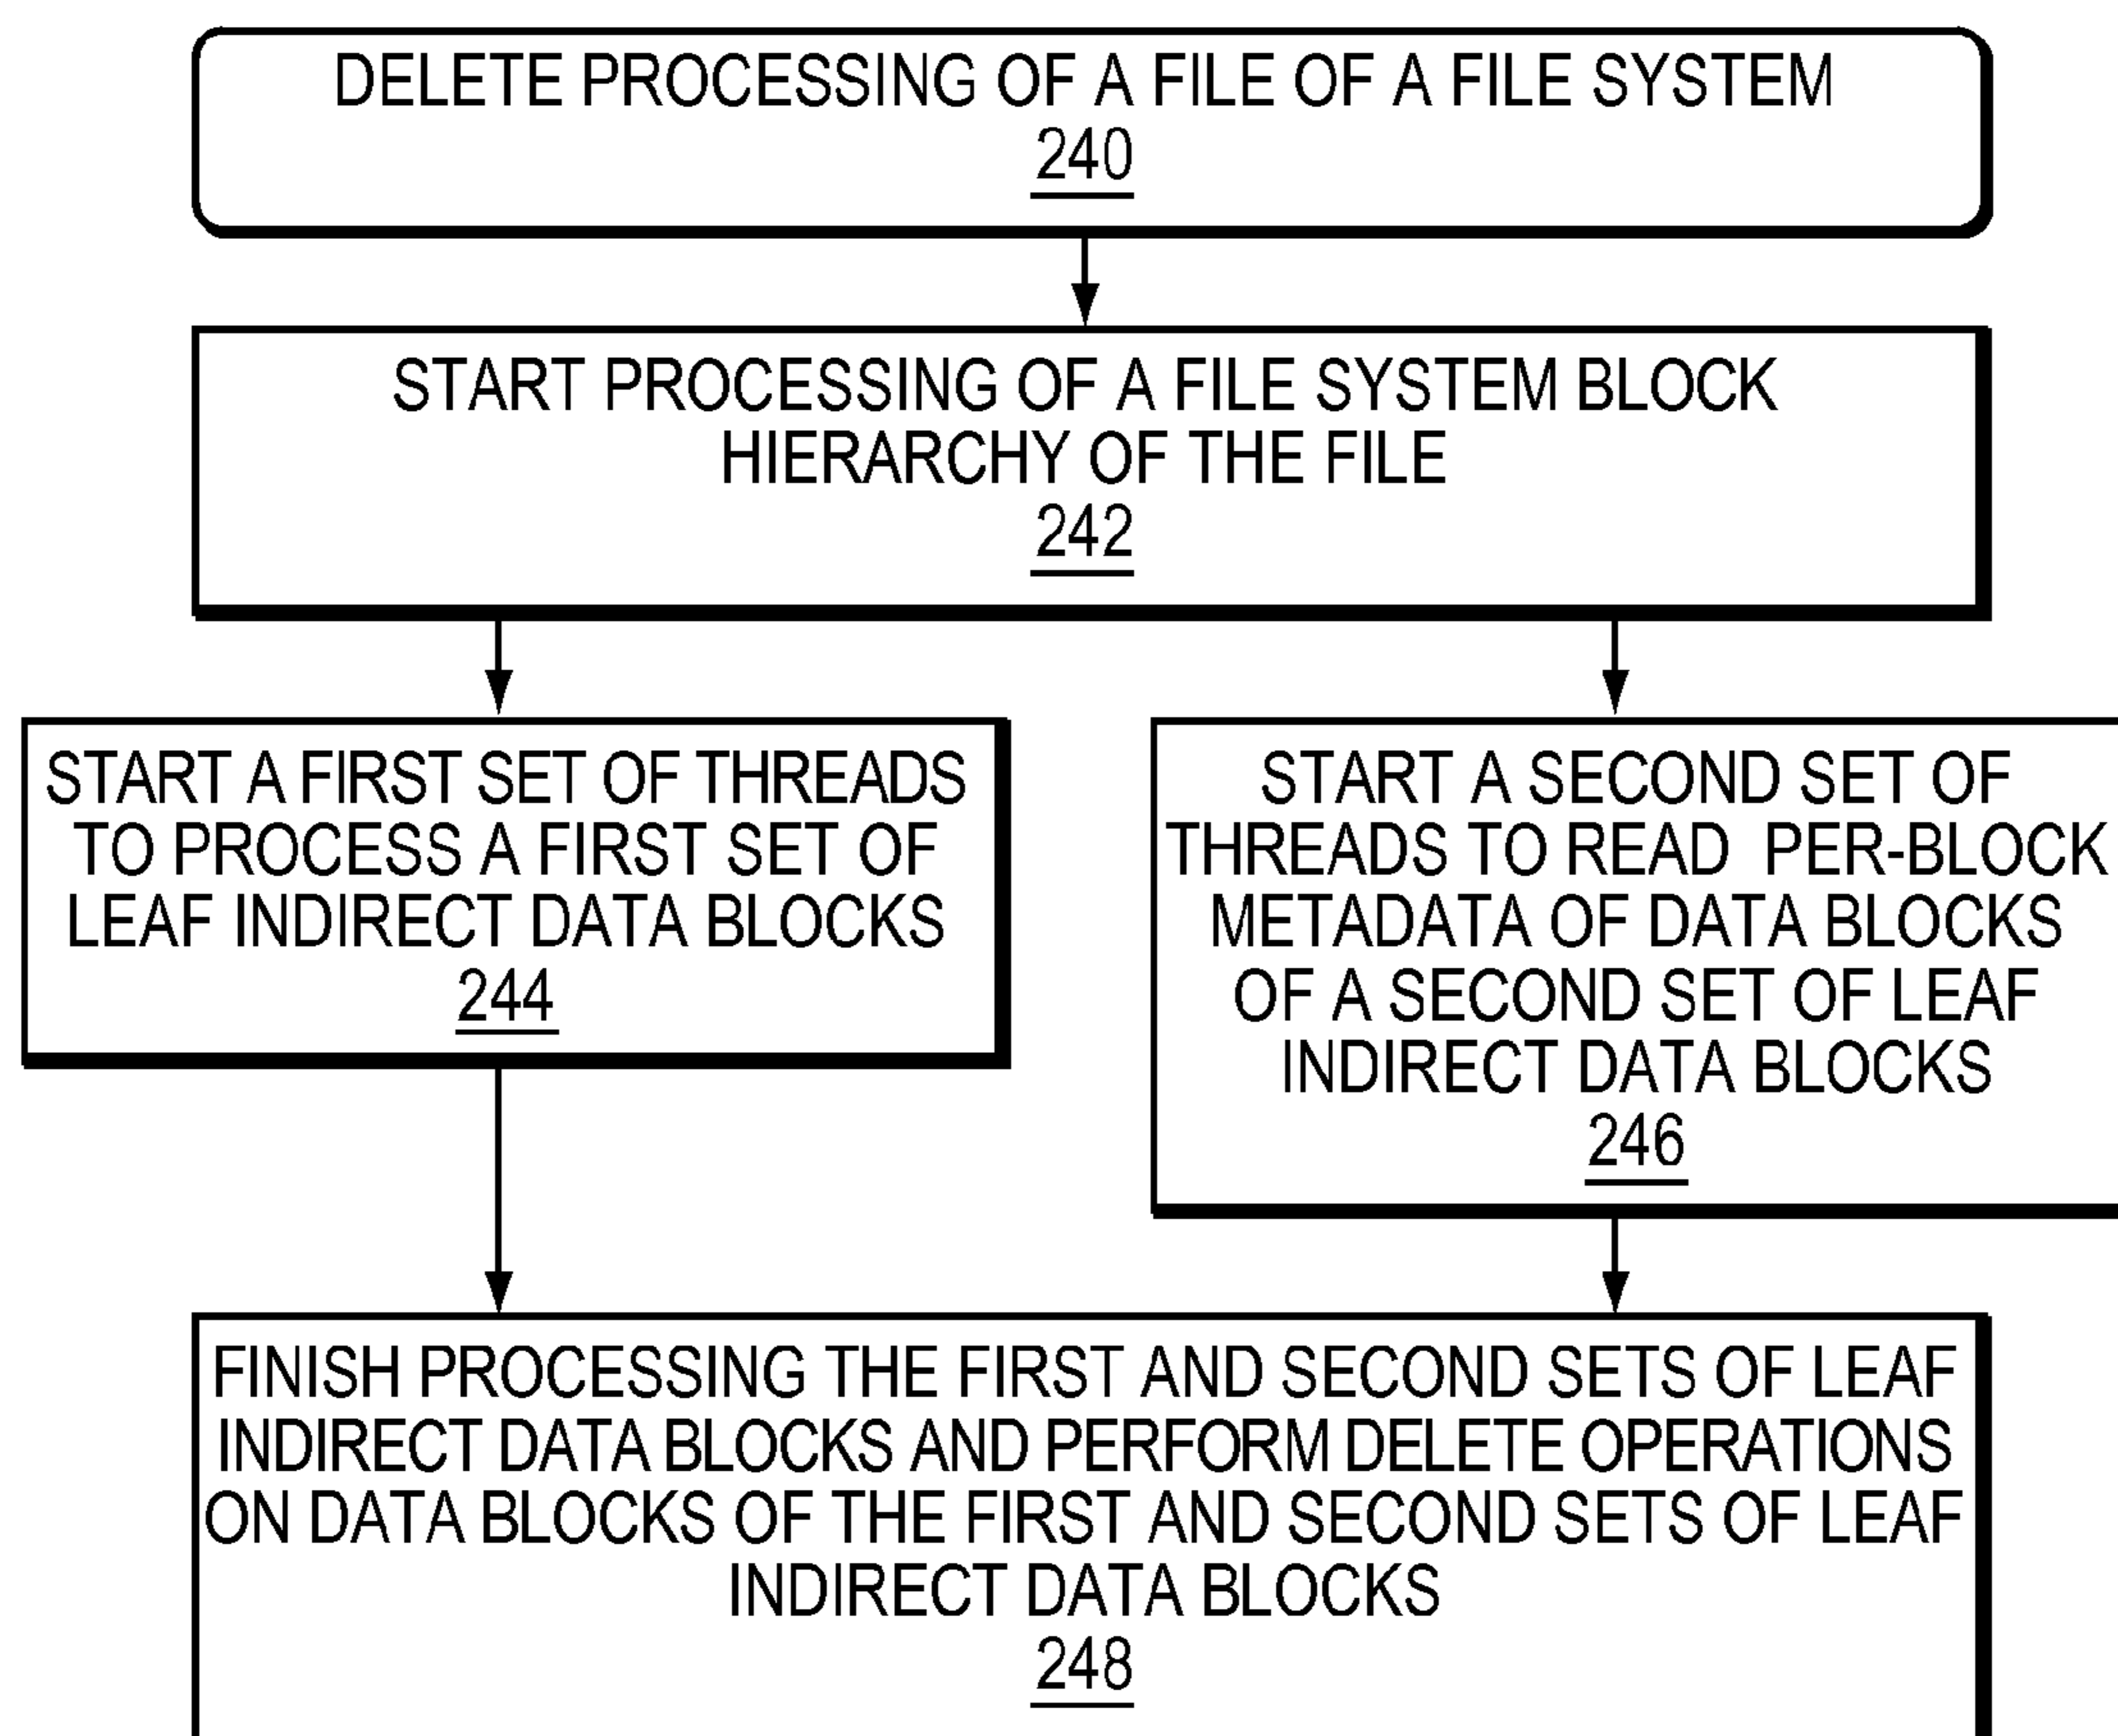 DELETE PROCESSING OF A FILE OF A FILE SYSTEM
240
START PROCESSING OF A FILE SYSTEM BLOCK
HIERARCHY OF THE FILE
242
START A FIRST SET OF THREADS
TO PROCESS A FIRST SET OF
LEAF INDIRECT DATA BLOCKS
244
START A SECOND SET OF
THREADS TO READ PER-BLOCK
METADATA OF DATA BLOCKS
OF A SECOND SET OF LEAF
INDIRECT DATA BLOCKS
246
FINISH PROCESSING THE FIRST AND SECOND SETS OF LEAF
INDIRECT DATA BLOCKS AND PERFORM DELETE OPERATIONS
ON DATA BLOCKS OF THE FIRST AND SECOND SETS OF LEAF
INDIRECT DATA BLOCKS
248